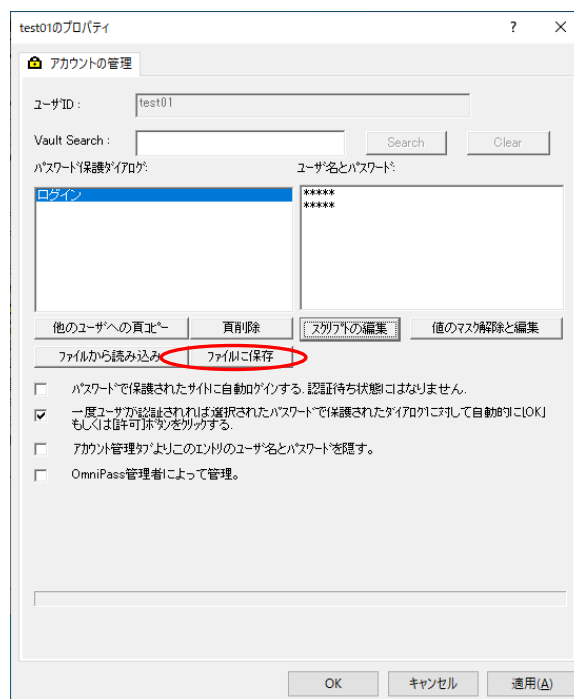 test01のプロパティ
アカウントの管理
ユーザID :
test01
Vault Search :
Search
Clear
パスワード保護ダイアログ:
ユーザ名とパスワード:
ログイン
*****
*****
他のユーザへの頁コピー
頁削除
スクリプトの編集
値のマスク解除と編集
ファイルから読み込み
ファイルに保存
パスワードで保護されたサイトに自動ログインする. 認証待ち状態にはなりません.
一度ユーザが認証されれば選択されたパスワードで保護されたダイアログに対して自動的に[OK]
もしくは[許可]ボタンをクリックする.
アカウント管理タブよりこのエントリのユーザ名とパスワードを隠す。
OmniPass管理者によって管理。
OK
キャンセル
適用(A)